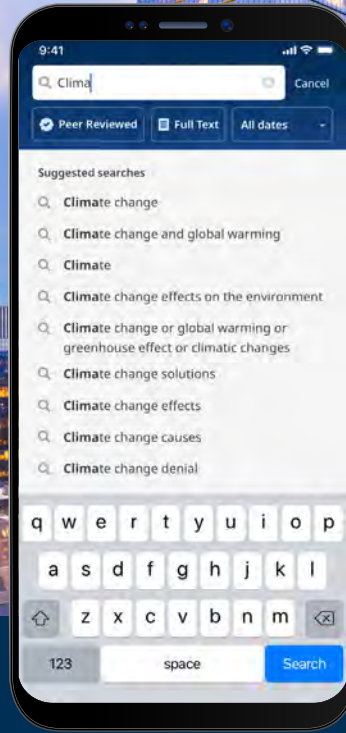 9:41
Clima
Cancel
Peer Reviewed
Full Text
All dates
Suggested searches
Climate change
Climate change and global warming
Climate
Climate change effects on the environment
Climate change or global warming or
greenhouse effect or climatic changes
Climate change solutions
Climate change effects
Climate change causes
Climate change denial
q w e r t y u i o p
a s d f g h j k l
z x c v b n m
123 space Search